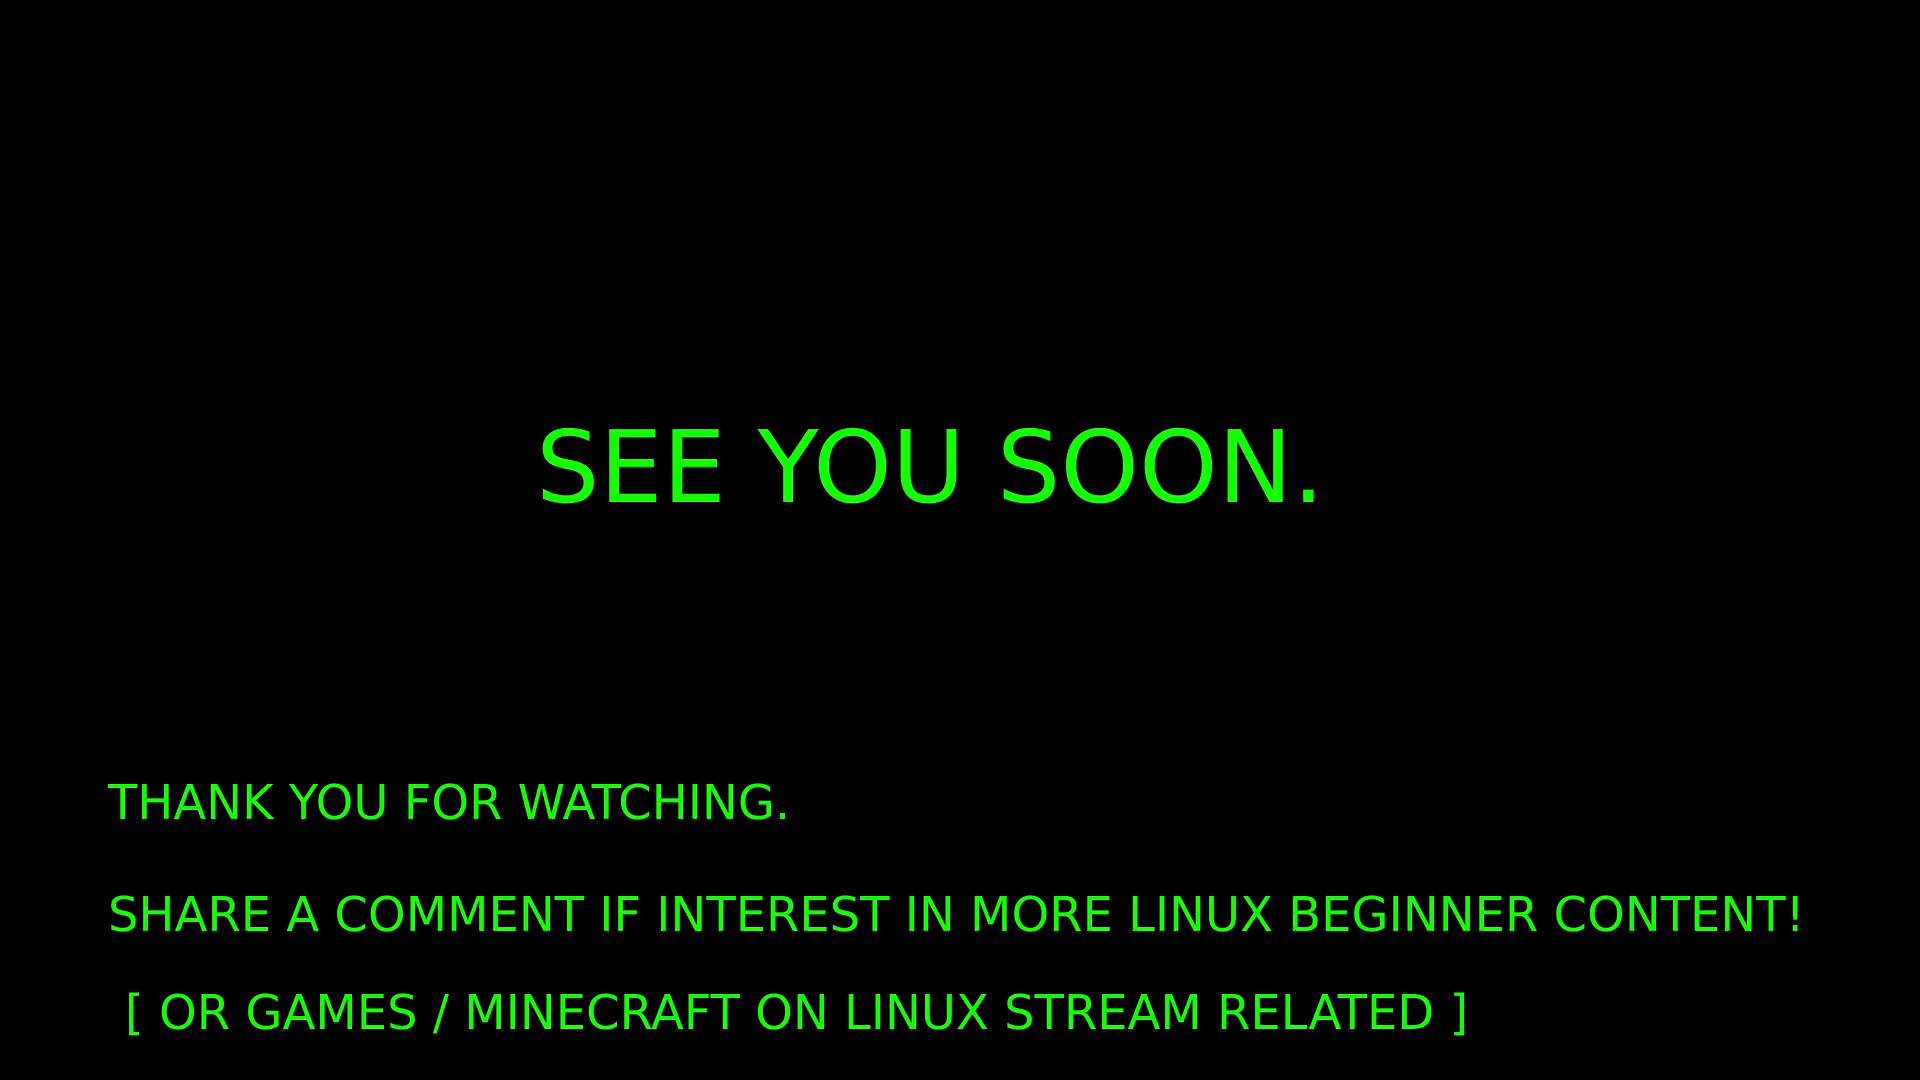 SEE YOU SOON.
THANK YOU FOR WATCHING.
SHARE A COMMENT IF INTEREST IN MORE LINUX BEGINNER CONTENT!
[ OR GAMES / MINECRAFT ON LINUX STREAM RELATED ]